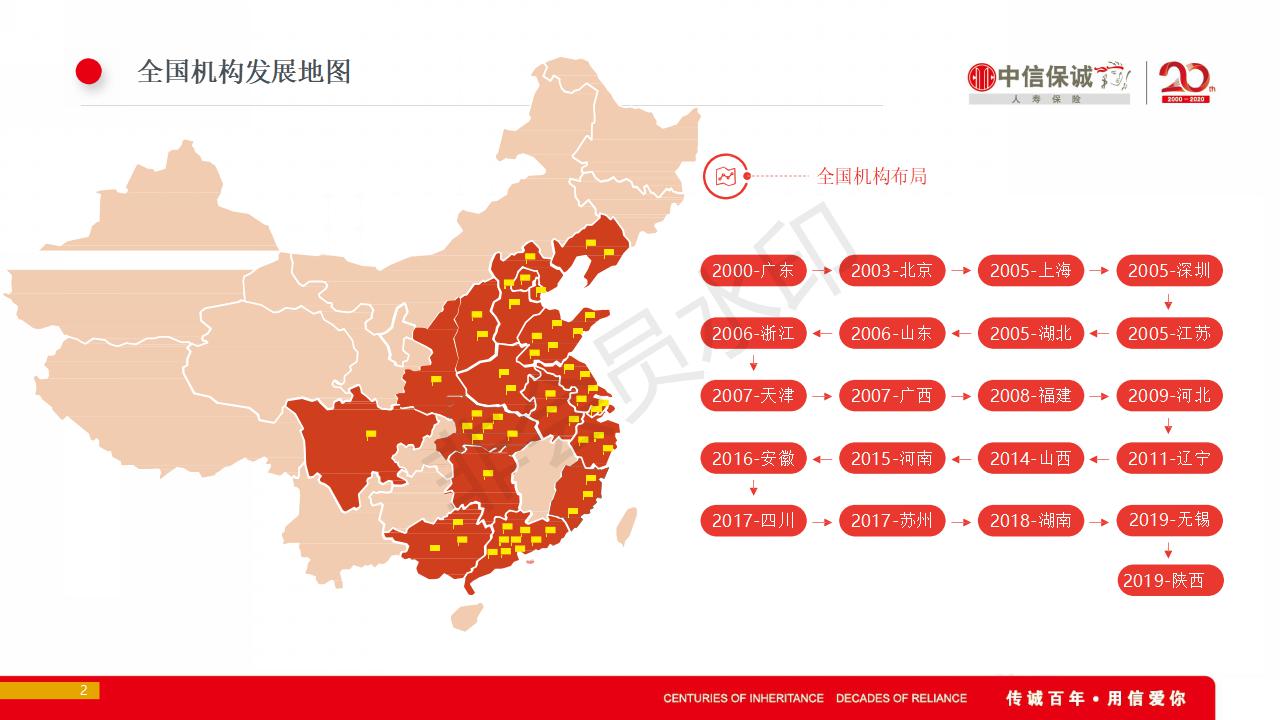 全国机构发展地图
中信保诚
人寿保险
20th
2000-2020
全国机构布局
2000-广东
2003-北京
2005-上海
2005-深圳
2006-浙江
2006-山东
2005-湖北
2005-江苏
2007-天津
2007-广西
2008-福建
2009-河北
2016-安徽
2015-河南
2014-山西
2011-辽宁
2017-四川
2017-苏州
2018-湖南
2019-无锡
2019-陕西
非会员水印
2
CENTURIES OF INHERITANCE DECADES OF RELIANCE
传诚百年•用信爱你